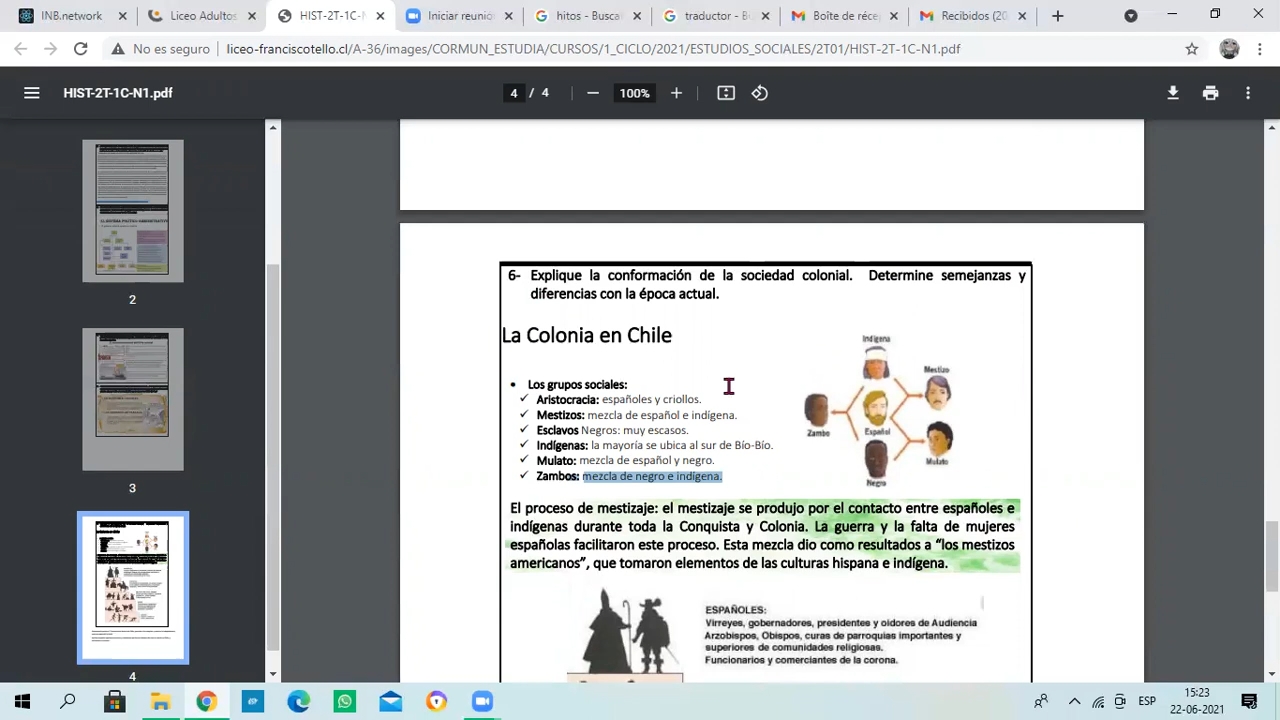 INB.network
Liceo Adultos
HIST-2T-1C-N
Iniciar reunió
hitos - Buscar
traductor - Bu
Boîte de réce
Recibidos (20
No es seguro
liceo-franciscotello.cl/A-36/images/CORMUN_ESTUDIA/CURSOS/1_CICLO/2021/ESTUDIOS_SOCIALES/2T01/HIST-2T-1C-N1.pdf
HIST-2T-1C-N1.pdf
4 / 4
100%
2
3
4
6- Explique la conformación de la sociedad colonial. Determine semejanzas y
diferencias con la época actual.
La Colonia en Chile
• Los grupos sociales:
✓ Aristocracia: españoles y criollos.
✓ Mestizos: mezcla de español e indígena.
✓ Esclavos Negros: muy escasos.
✓ Indígenas: la mayoría se ubica al sur de Bío-Bío.
✓ Mulato: mezcla de español y negro.
✓ Zambos: mezcla de negro e indígena.
Indígena
Mestizo
Zambo
Español
Mulato
Negro
El proceso de mestizaje: el mestizaje se produjo por el contacto entre españoles e
indígenas durante toda la Conquista y Colonia. La guerra y la falta de mujeres
españolas facilitaron este proceso. Esta mezcla dio como resultados a “los mestizos
americanos”, que tomaron elementos de las culturas hispana e indígena.
ESPAÑOLES:
Virreyes, gobernadores, presidentes y oidores de Audiencia
Arzobispos, Obispos, curas de parroquias importantes y
superiores de comunidades religiosas.
Funcionarios y comerciantes de la corona.
ESP
15:23
22-06-2021